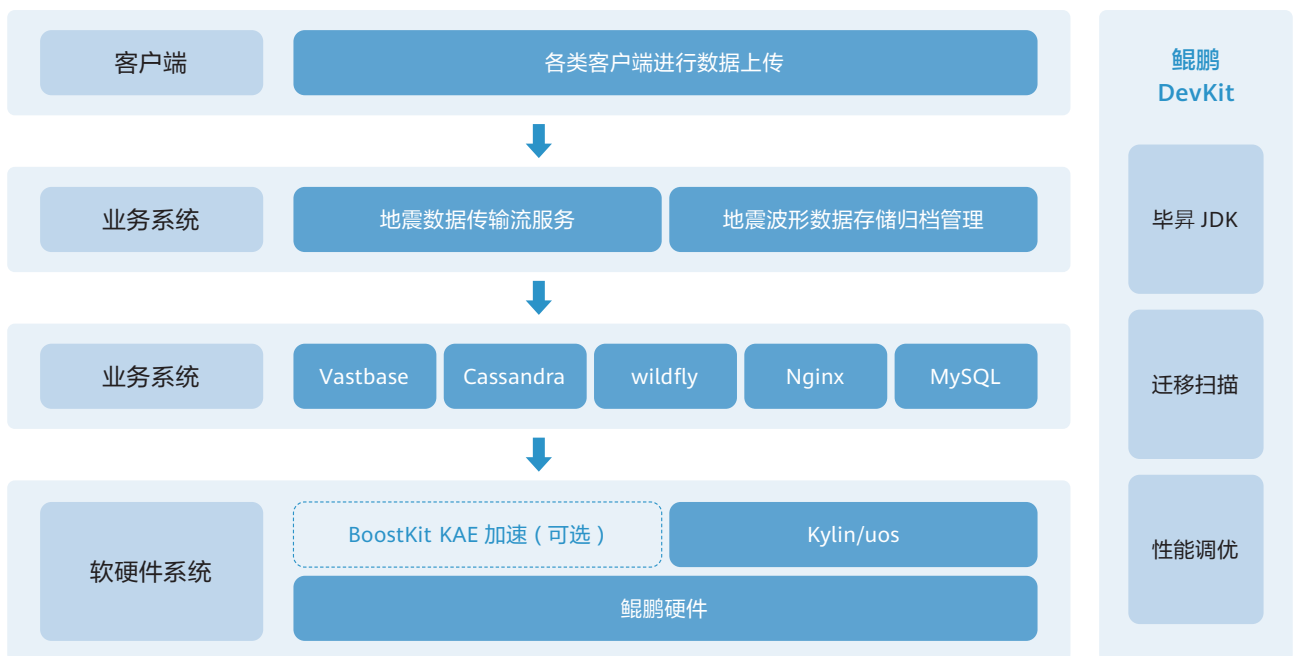 客户端
各类客户端进行数据上传
业务系统
地震数据传输流服务
地震波形数据存储归档管理
业务系统
Vastbase
Cassandra
wildfly
Nginx
MySQL
软硬件系统
BoostKit KAE 加速 ( 可选 )
Kylin/uos
鲲鹏硬件
鲲鹏
DevKit
毕昇 JDK
迁移扫描
性能调优